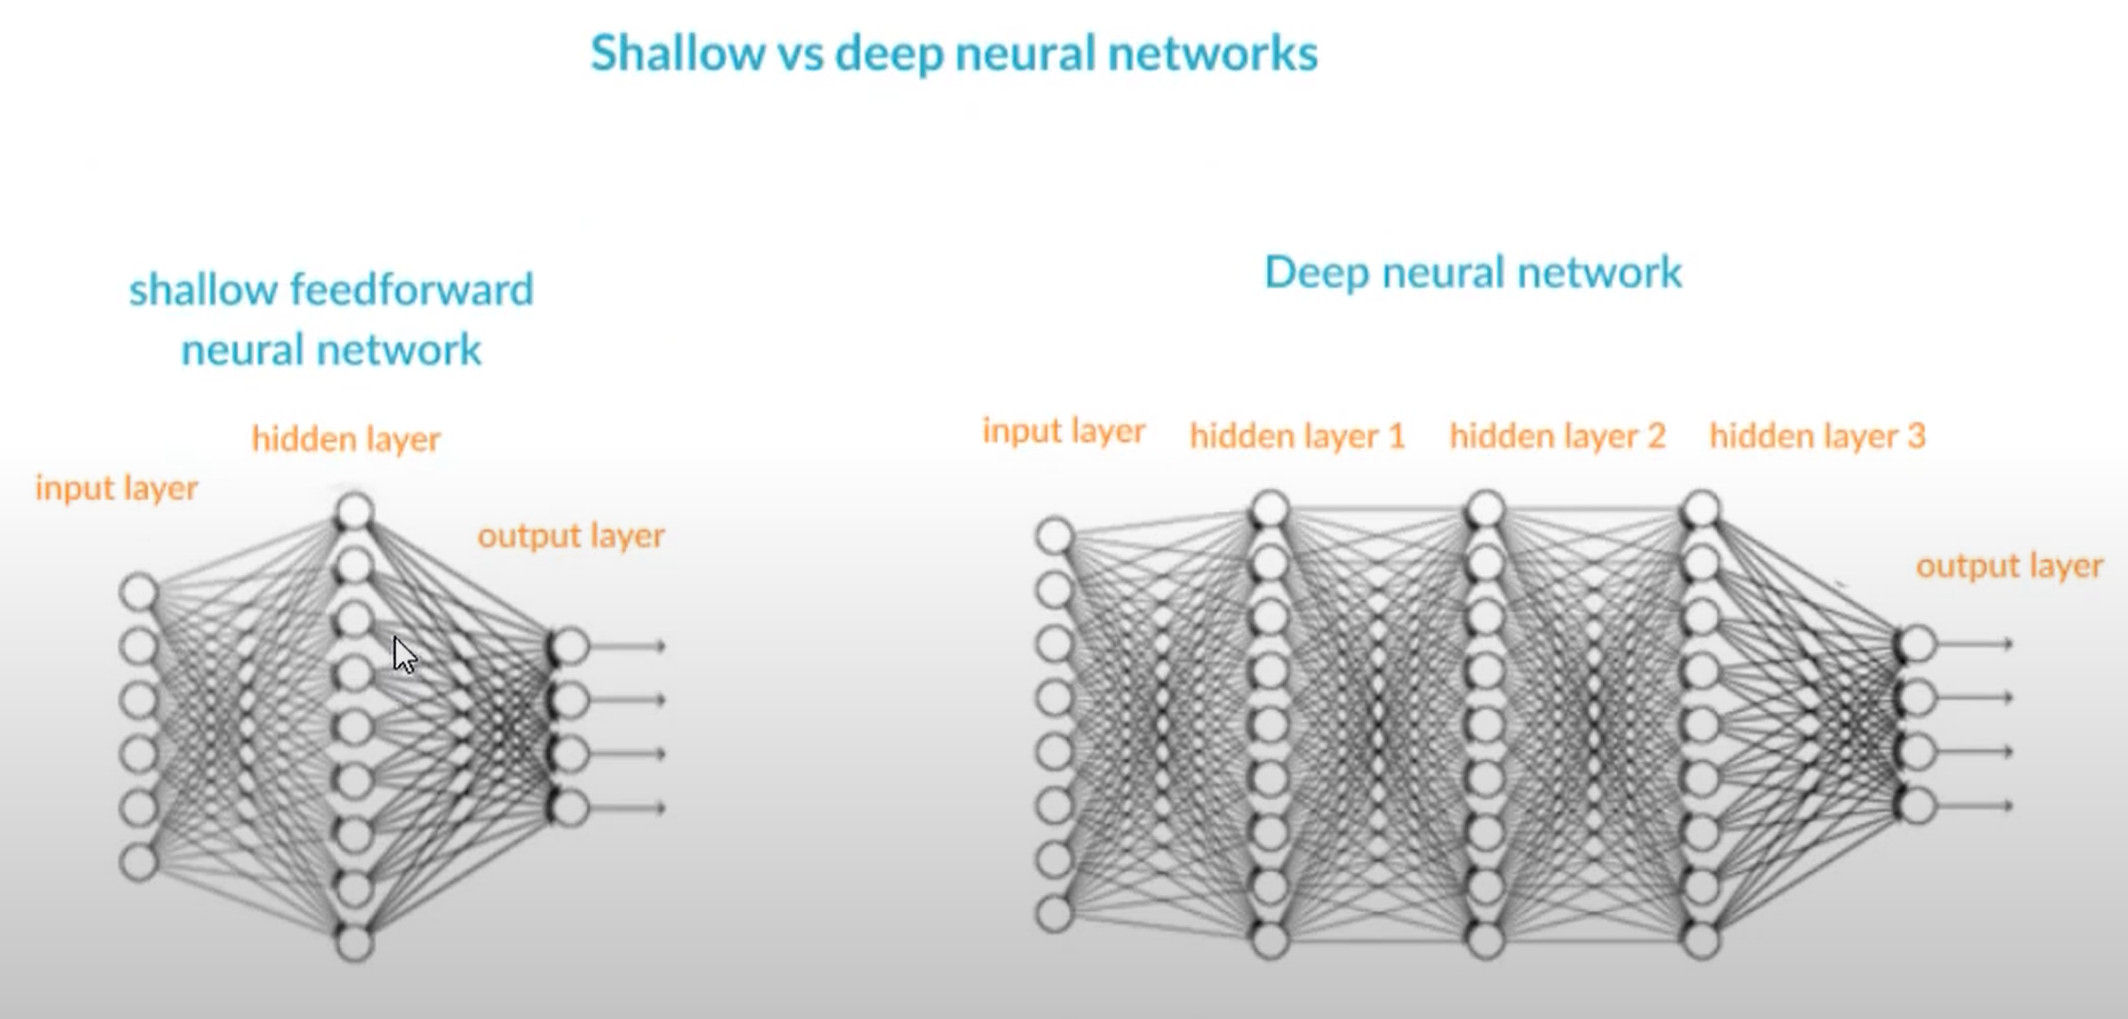 Shallow vs deep neural networks
shallow feedforward
neural network
hidden layer
input layer
output layer
Deep neural network
input layer
hidden layer 1
hidden layer 2
hidden layer 3
output layer